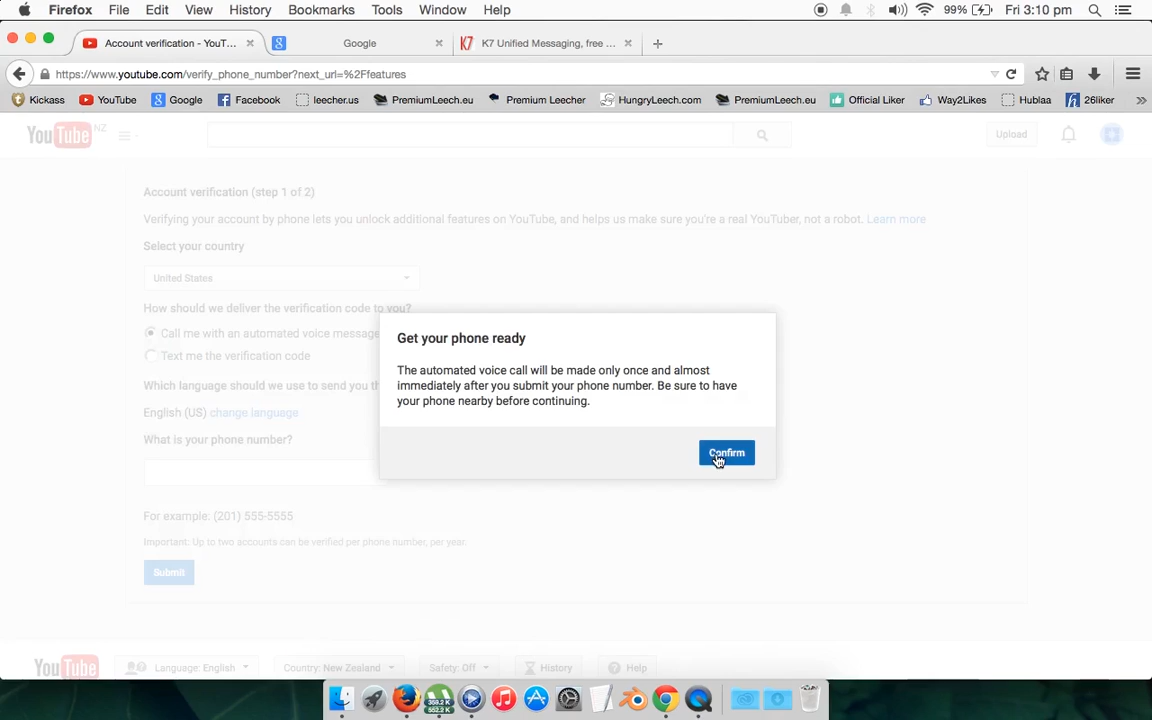 Firefox File Edit View History Bookmarks Tools Window Help 99% Fri 3:10 pm
Account verification - YouT... Google K7 K7 Unified Messaging, free ...
https://www.youtube.com/verify_phone_number?next_url=%2Ffeatures
Kickass YouTube Google Facebook leecher.us PremiumLeech.eu Premium Leecher HungryLeech.com PremiumLeech.eu Official Liker Way2Likes Hublaa 26liker »
YouTube NZ Upload
Account verification (step 1 of 2)
Verifying your account by phone lets you unlock additional features on YouTube, and helps us make sure you're a real YouTuber, not a robot. Learn more
Select your country
United States
How should we deliver the verification code to you?
Call me with an automated voice message
Text me the verification code
Which language should we use to send you th
English (US) change language
What is your phone number?
For example: (201) 555-5555
Important: Up to two accounts can be verified per phone number, per year.
Submit
Get your phone ready
The automated voice call will be made only once and almost
immediately after you submit your phone number. Be sure to have
your phone nearby before continuing.
Confirm
YouTube Language: English Country: New Zealand Safety: Off History Help